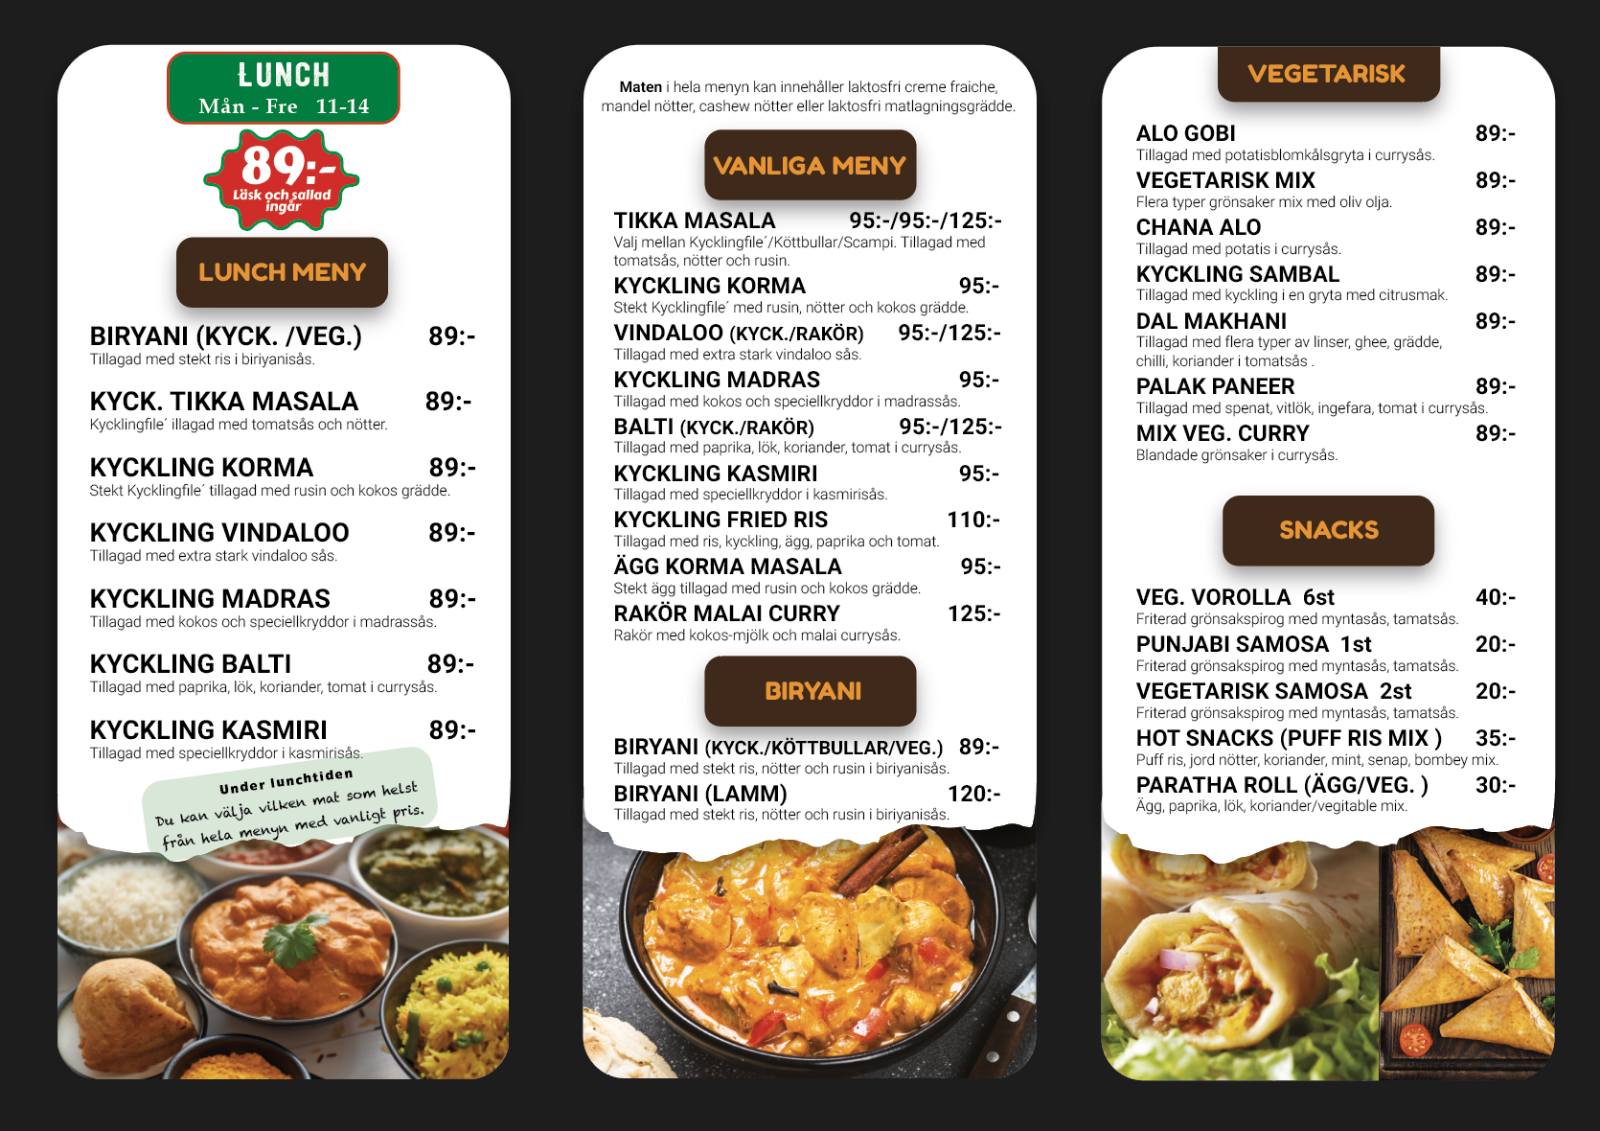 LUNCH
Mån - Fre 11-14
89:-
Läsk och sallad
ingår
LUNCH MENY
BIRYANI (KYCK. /VEG.) 89:-
Tillagad med stekt ris i biriyanisås.
KYCK. TIKKA MASALA 89:-
Kycklingfile´ illagad med tomatsås och nötter.
KYCKLING KORMA 89:-
Stekt Kycklingfile´ tillagad med rusin och kokos grädde.
KYCKLING VINDALOO 89:-
Tillagad med extra stark vindaloo sås.
KYCKLING MADRAS 89:-
Tillagad med kokos och speciellkryddor i madrassås.
KYCKLING BALTI 89:-
Tillagad med paprika, lök, koriander, tomat i currysås.
KYCKLING KASMIRI 89:-
Tillagad med speciellkryddor i kasmirisås.
Under lunchtiden
Du kan välja vilken mat som helst
från hela menyn med vanligt pris.
Maten i hela menyn kan innehåller laktosfri creme fraiche,
mandel nötter, cashew nötter eller laktosfri matlagningsgrädde.
VANLIGA MENY
TIKKA MASALA 95:-/95:-/125:-
Valj mellan Kycklingfile´/Köttbullar/Scampi. Tillagad med
tomatsås, nötter och rusin.
KYCKLING KORMA 95:-
Stekt Kycklingfile´ med rusin, nötter och kokos grädde.
VINDALOO (KYCK./RAKÖR) 95:-/125:-
Tillagad med extra stark vindaloo sås.
KYCKLING MADRAS 95:-
Tillagad med kokos och speciellkryddor i madrassås.
BALTI (KYCK./RAKÖR) 95:-/125:-
Tillagad med paprika, lök, koriander, tomat i currysås.
KYCKLING KASMIRI 95:-
Tillagad med speciellkryddor i kasmirisås.
KYCKLING FRIED RIS 110:-
Tillagad med ris, kyckling, ägg, paprika och tomat.
ÄGG KORMA MASALA 95:-
Stekt ägg tillagad med rusin och kokos grädde.
RAKÖR MALAI CURRY 125:-
Rakör med kokos-mjölk och malai currysås.
BIRYANI
BIRYANI (KYCK./KÖTTBULLAR/VEG.) 89:-
Tillagad med stekt ris, nötter och rusin i biriyanisås.
BIRYANI (LAMM) 120:-
Tillagad med stekt ris, nötter och rusin i biriyanisås.
VEGETARISK
ALO GOBI 89:-
Tillagad med potatisblomkålsgryta i currysås.
VEGETARISK MIX 89:-
Flera typer grönsaker mix med oliv olja.
CHANA ALO 89:-
Tillagad med potatis i currysås.
KYCKLING SAMBAL 89:-
Tillagad med kyckling i en gryta med citrusmak.
DAL MAKHANI 89:-
Tillagad med flera typer av linser, ghee, grädde,
chilli, koriander i tomatsås .
PALAK PANEER 89:-
Tillagad med spenat, vitlök, ingefara, tomat i currysås.
MIX VEG. CURRY 89:-
Blandade grönsaker i currysås.
SNACKS
VEG. VOROLLA 6st 40:-
Friterad grönsakspirog med myntasås, tamatsås.
PUNJABI SAMOSA 1st 20:-
Friterad grönsakspirog med myntasås, tamatsås.
VEGETARISK SAMOSA 2st 20:-
Friterad grönsakspirog med myntasås, tamatsås.
HOT SNACKS (PUFF RIS MIX ) 35:-
Puff ris, jord nötter, koriander, mint, senap, bombey mix.
PARATHA ROLL (ÄGG/VEG. ) 30:-
Ägg, paprika, lök, koriander/vegitable mix.